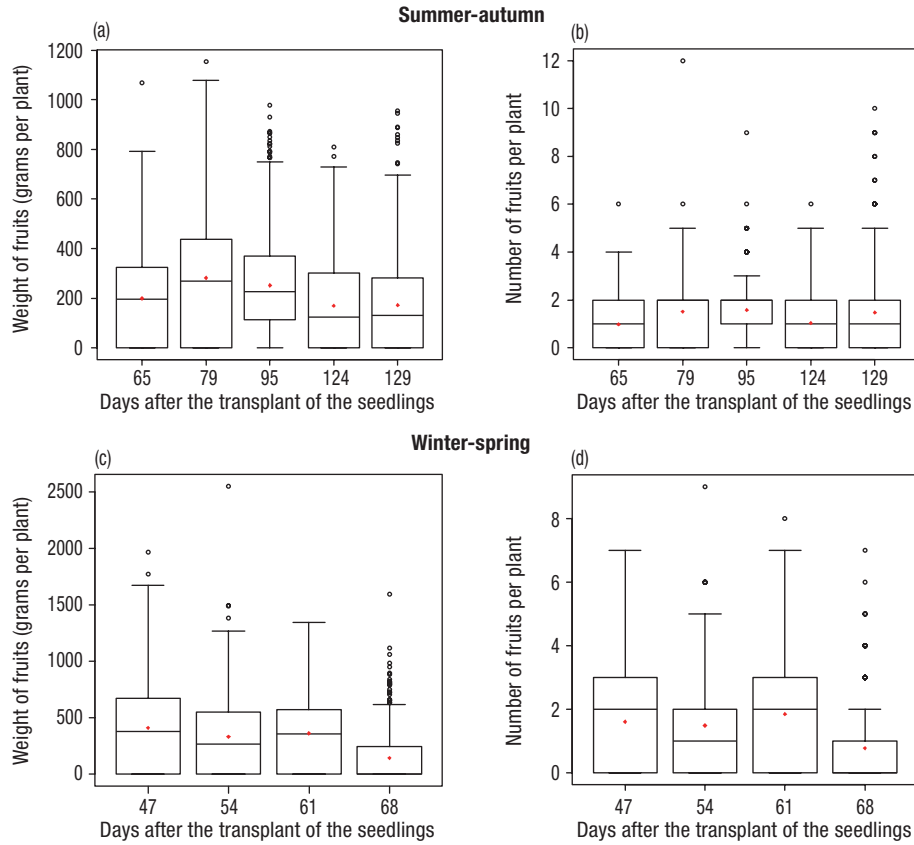 Summer-autumn
(a)
Weight of fruits (grams per plant)
1200
1000
800
600
400
200
0
65 79 95 124 129
Days after the transplant of the seedlings
(b)
Number of fruits per plant
12
10
8
6
4
2
0
65 79 95 124 129
Days after the transplant of the seedlings
Winter-spring
(c)
Weight of fruits (grams per plant)
2500
2000
1500
1000
500
0
47 54 61 68
Days after the transplant of the seedlings
(d)
Number of fruits per plant
8
6
4
2
0
47 54 61 68
Days after the transplant of the seedlings